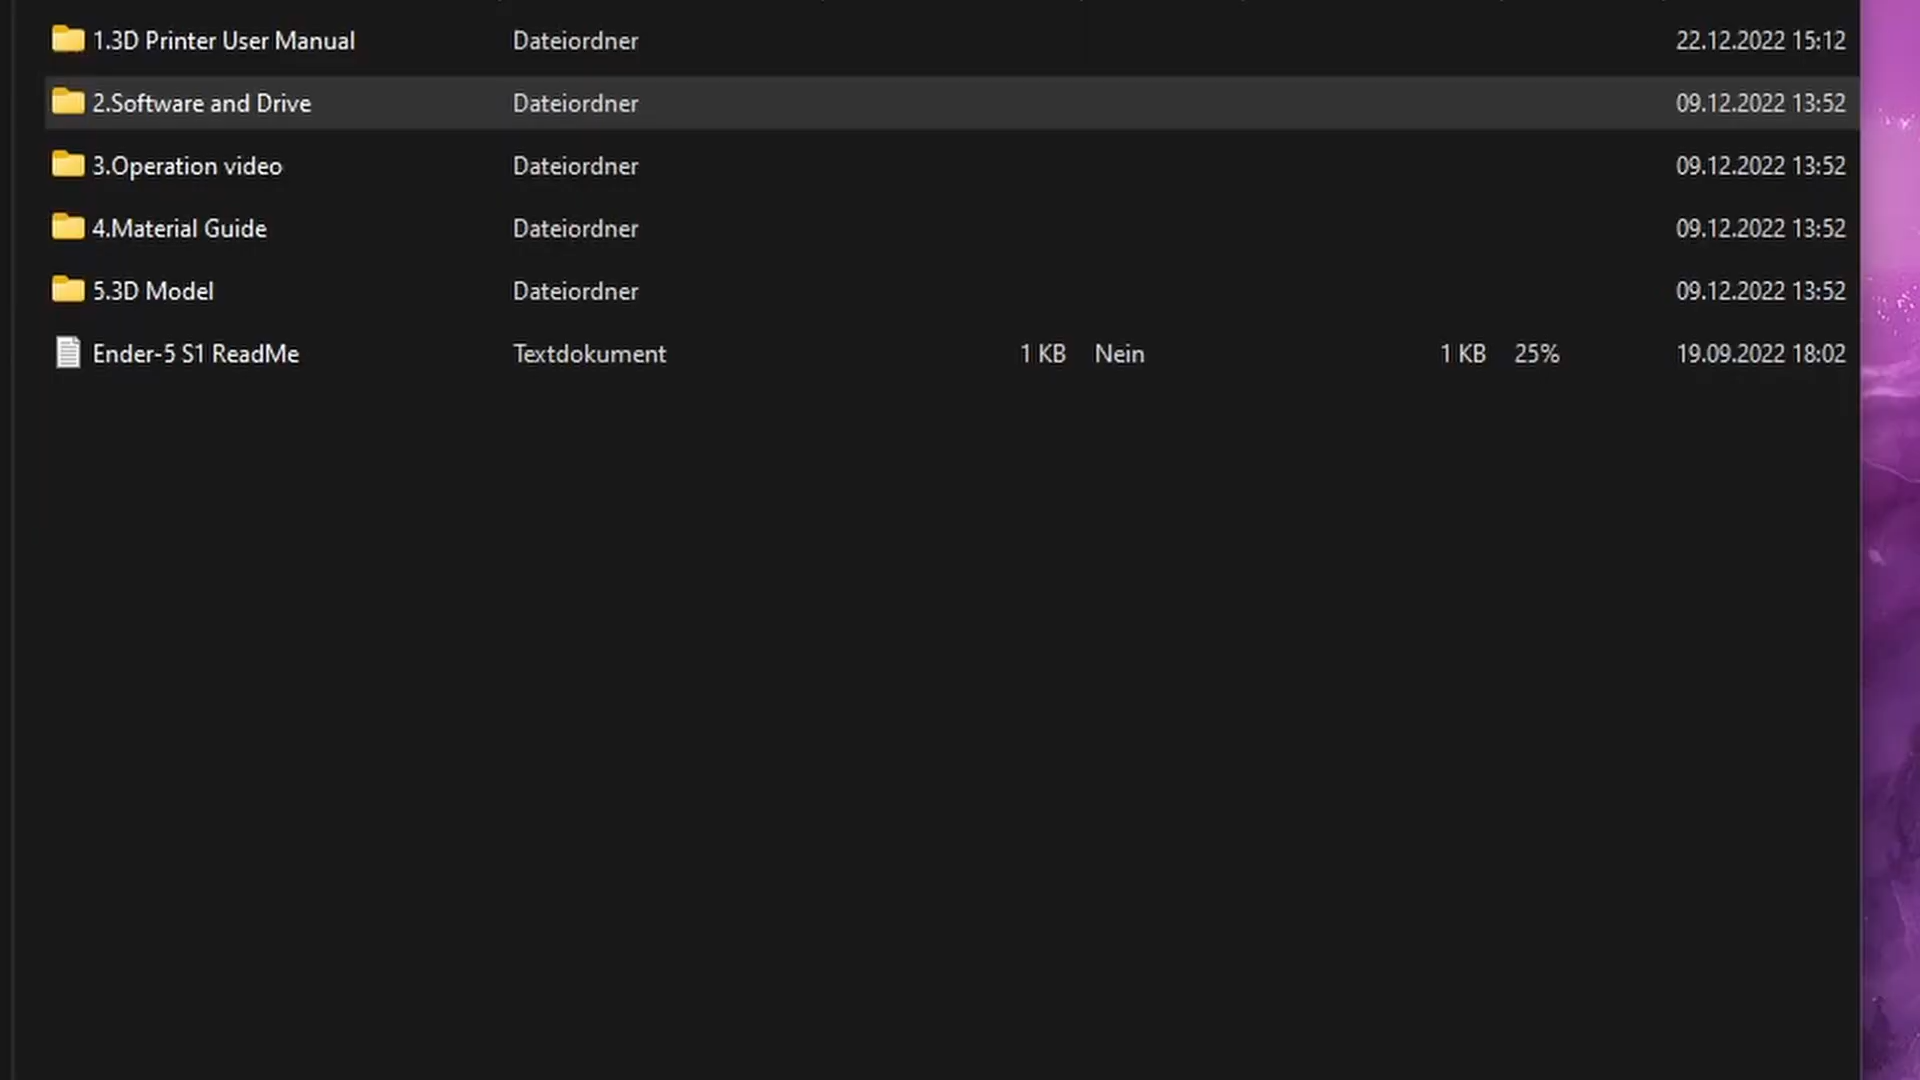 1.3D Printer User Manual Dateiordner 22.12.2022 15:12
2.Software and Drive Dateiordner 09.12.2022 13:52
3.Operation video Dateiordner 09.12.2022 13:52
4.Material Guide Dateiordner 09.12.2022 13:52
5.3D Model Dateiordner 09.12.2022 13:52
Ender-5 S1 ReadMe Textdokument 1 KB Nein 1 KB 25% 19.09.2022 18:02